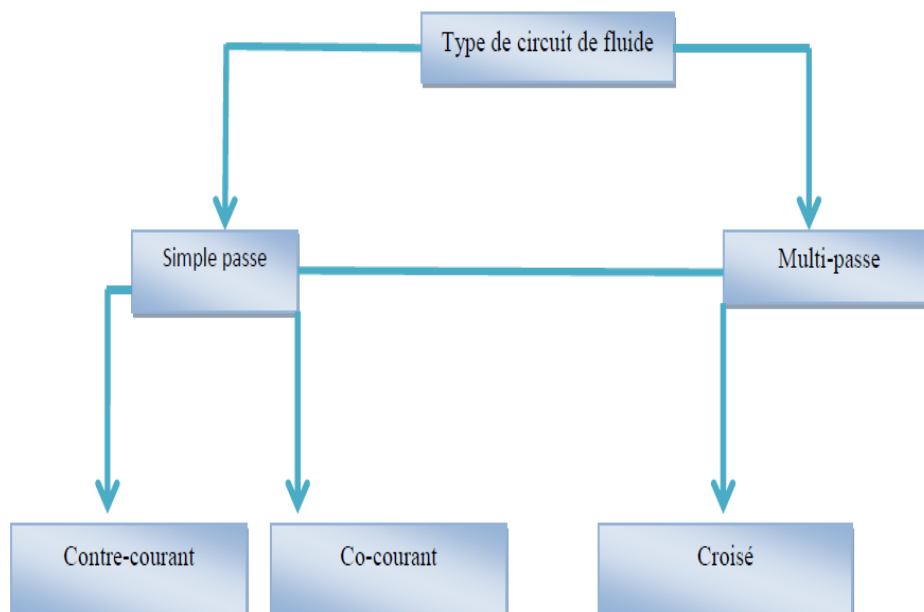 Type de circuit de fluide
Simple passe
Multi-passe
Contre-courant
Co-courant
Croisé